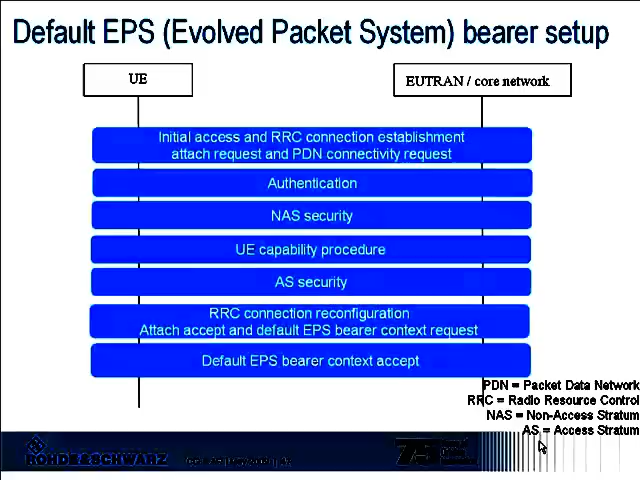 Default EPS (Evolved Packet System) bearer setup
UE
EUTRAN / core network
Initial access and RRC connection establishment
attach request and PDN connectivity request
Authentication
NAS security
UE capability procedure
AS security
RRC connection reconfiguration
Attach accept and default EPS bearer context request
Default EPS bearer context accept
PDN = Packet Data Network
RRC = Radio Resource Control
NAS = Non-Access Stratum
AS = Access Stratum
ROHDE&SCHWARZ
75